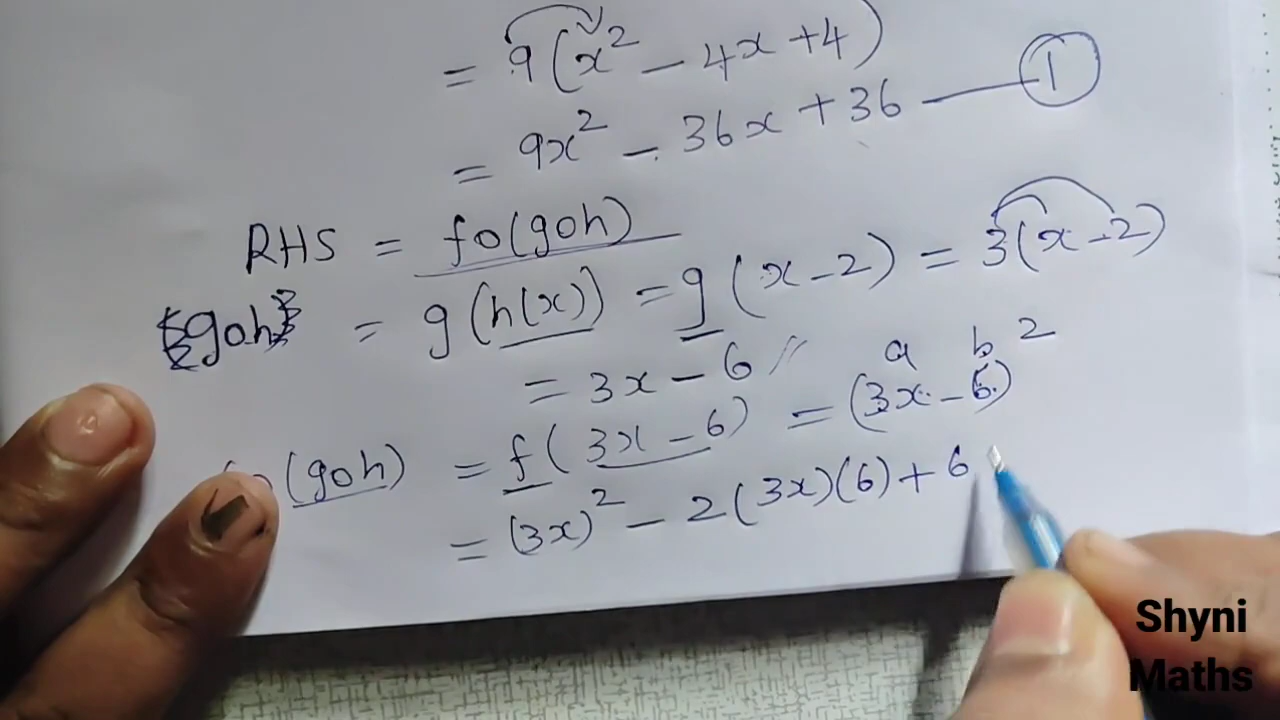 = 9(x² - 4x + 4)
= 9x² - 36x + 36 — 1
RHS = fo(goh)
goh = g(h(x)) = g(x-2) = 3(x-2)
= 3x - 6 //
a b
(goh) = f(3x - 6) = (3x - 6)²
= (3x)² - 2(3x)(6) + 6
Shyni
Maths